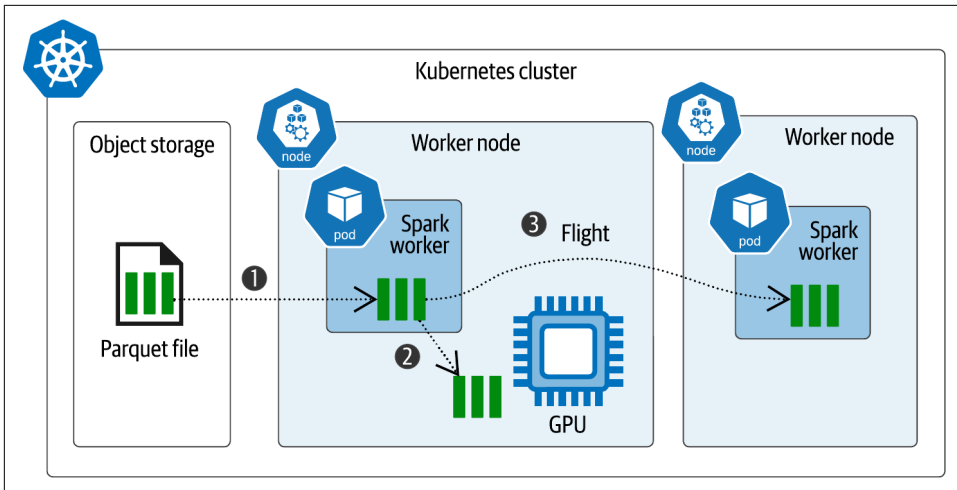 Kubernetes cluster
Object storage
Parquet file
1
node
Worker node
pod
Spark
worker
2
3
Flight
GPU
node
Worker node
pod
Spark
worker